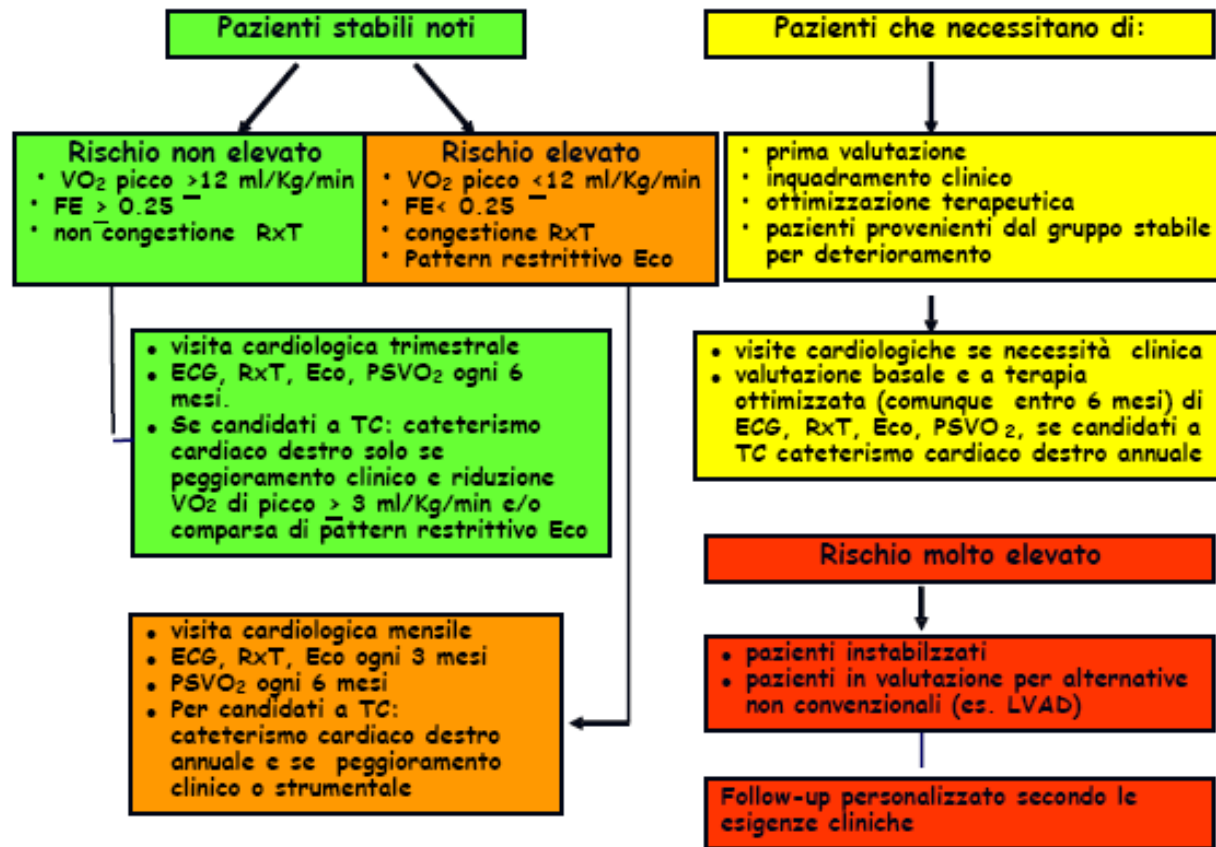 Pazienti stabili noti
Rischio non elevato
• VO₂ picco >12 ml/Kg/min
• FE ≥ 0.25
• non congestione RxT
Rischio elevato
• VO₂ picco <12 ml/Kg/min
• FE< 0.25
• congestione RxT
• Pattern restrittivo Eco
• visita cardiologica trimestrale
• ECG, RxT, Eco, PSVO₂ ogni 6
mesi.
• Se candidati a TC: cateterismo
cardiaco destro solo se
peggioramento clinico e riduzione
VO₂ di picco ≥ 3 ml/Kg/min e/o
comparsa di pattern restrittivo Eco
• visita cardiologica mensile
• ECG, RxT, Eco ogni 3 mesi
• PSVO₂ ogni 6 mesi
• Per candidati a TC:
cateterismo cardiaco destro
annuale e se peggioramento
clinico o strumentale
Pazienti che necessitano di:
• prima valutazione
• inquadramento clinico
• ottimizzazione terapeutica
• pazienti provenienti dal gruppo stabile
per deterioramento
• visite cardiologiche se necessità clinica
• valutazione basale e a terapia
ottimizzata (comunque entro 6 mesi) di
ECG, RxT, Eco, PSVO₂, se candidati a
TC cateterismo cardiaco destro annuale
Rischio molto elevato
• pazienti instabilzzati
• pazienti in valutazione per alternative
non convenzionali (es. LVAD)
Follow-up personalizzato secondo le
esigenze cliniche